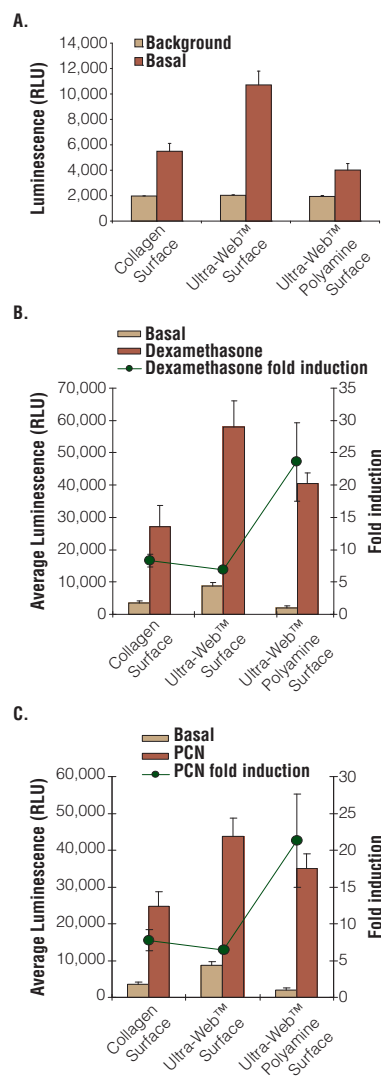 A.
Background
Basal
Luminescence (RLU)
14,000
12,000
10,000
8,000
6,000
4,000
2,000
0
Collagen
Surface
Ultra-Web™
Surface
Ultra-Web™
Polyamine
Surface
B.
Basal
Dexamethasone
Dexamethasone fold induction
Average Luminescence (RLU)
70,000
60,000
50,000
40,000
30,000
20,000
10,000
0
35
30
25
20
15
10
5
0
Fold induction
Collagen
Surface
Ultra-Web™
Surface
Ultra-Web™
Polyamine
Surface
C.
Basal
PCN
PCN fold induction
Average Luminescence (RLU)
60,000
50,000
40,000
30,000
20,000
10,000
0
30
25
20
15
10
5
0
Fold induction
Collagen
Surface
Ultra-Web™
Surface
Ultra-Web™
Polyamine
Surface